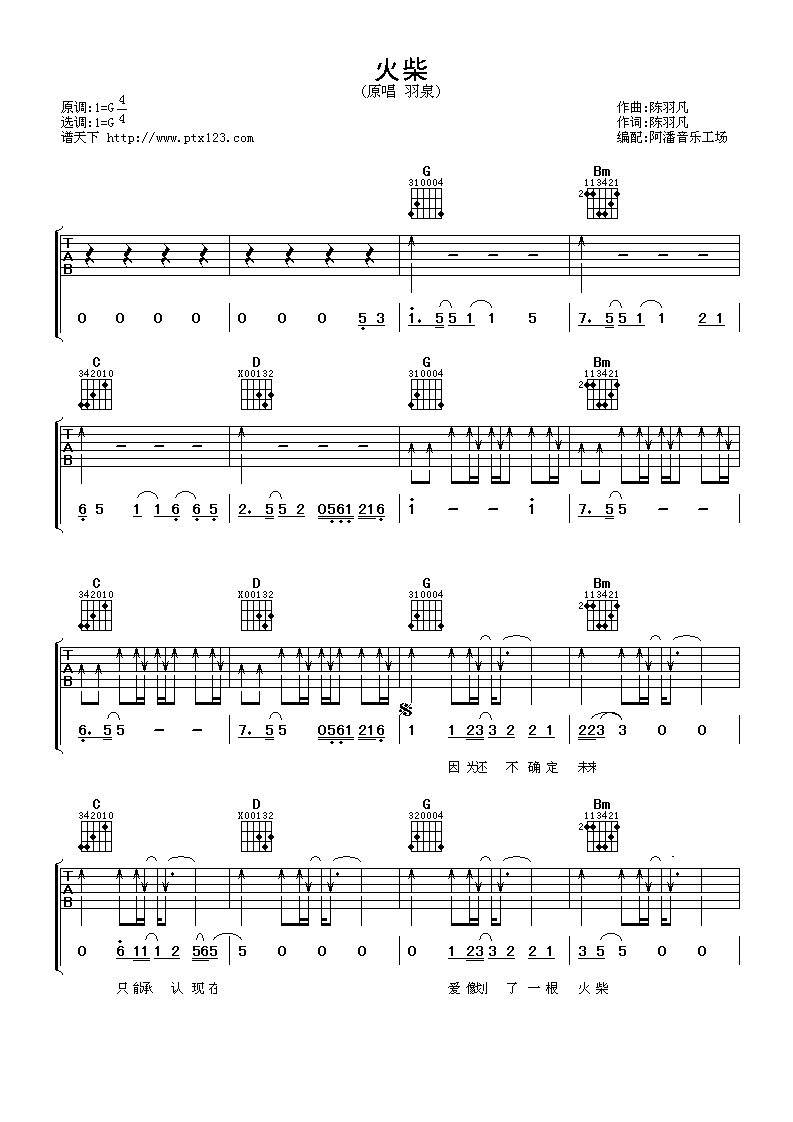 火柴
(原唱 羽泉)
原调:1=G 4/4
选调:1=G
谱天下 http://www.ptx123.com
作曲:陈羽凡
作词:陈羽凡
编配:阿潘音乐工场
G Bm
310004 113421
2
T
A
B
0 0 0 0 0 0 0 5 3 1. 5 5 1 1 5 7. 5 5 1 1 2 1
C D G Bm
342010 X00132 310004 113421
2
T
A
B
6 5 1 1 6 6 5 2. 5 5 2 0561 216 1 - - 1 7. 5 5 - -
C D G Bm
342010 X00132 310004 113421
2
T
A
B
6. 5 5 - - 7. 5 5 0561 216 1 1 23 3 2 2 1 223 3 0 0
因为还 不 确定 未来
C D G Bm
342010 X00132 320004 113421
2
T
A
B
0 6 11 1 2 565 5 0 0 0 0 1 23 3 2 2 1 3 5 5 0 0
只能承 认 现在 爱像划 了 一根 火柴